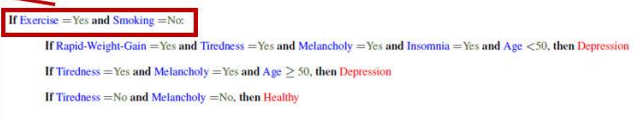 If Exercise =Yes and Smoking =No:
If Rapid-Weight-Gain =Yes and Tiredness =Yes and Melancholy =Yes and Insomnia =Yes and Age <50, then Depression
If Tiredness =Yes and Melancholy =Yes and Age ≥ 50, then Depression
If Tiredness =No and Melancholy =No, then Healthy